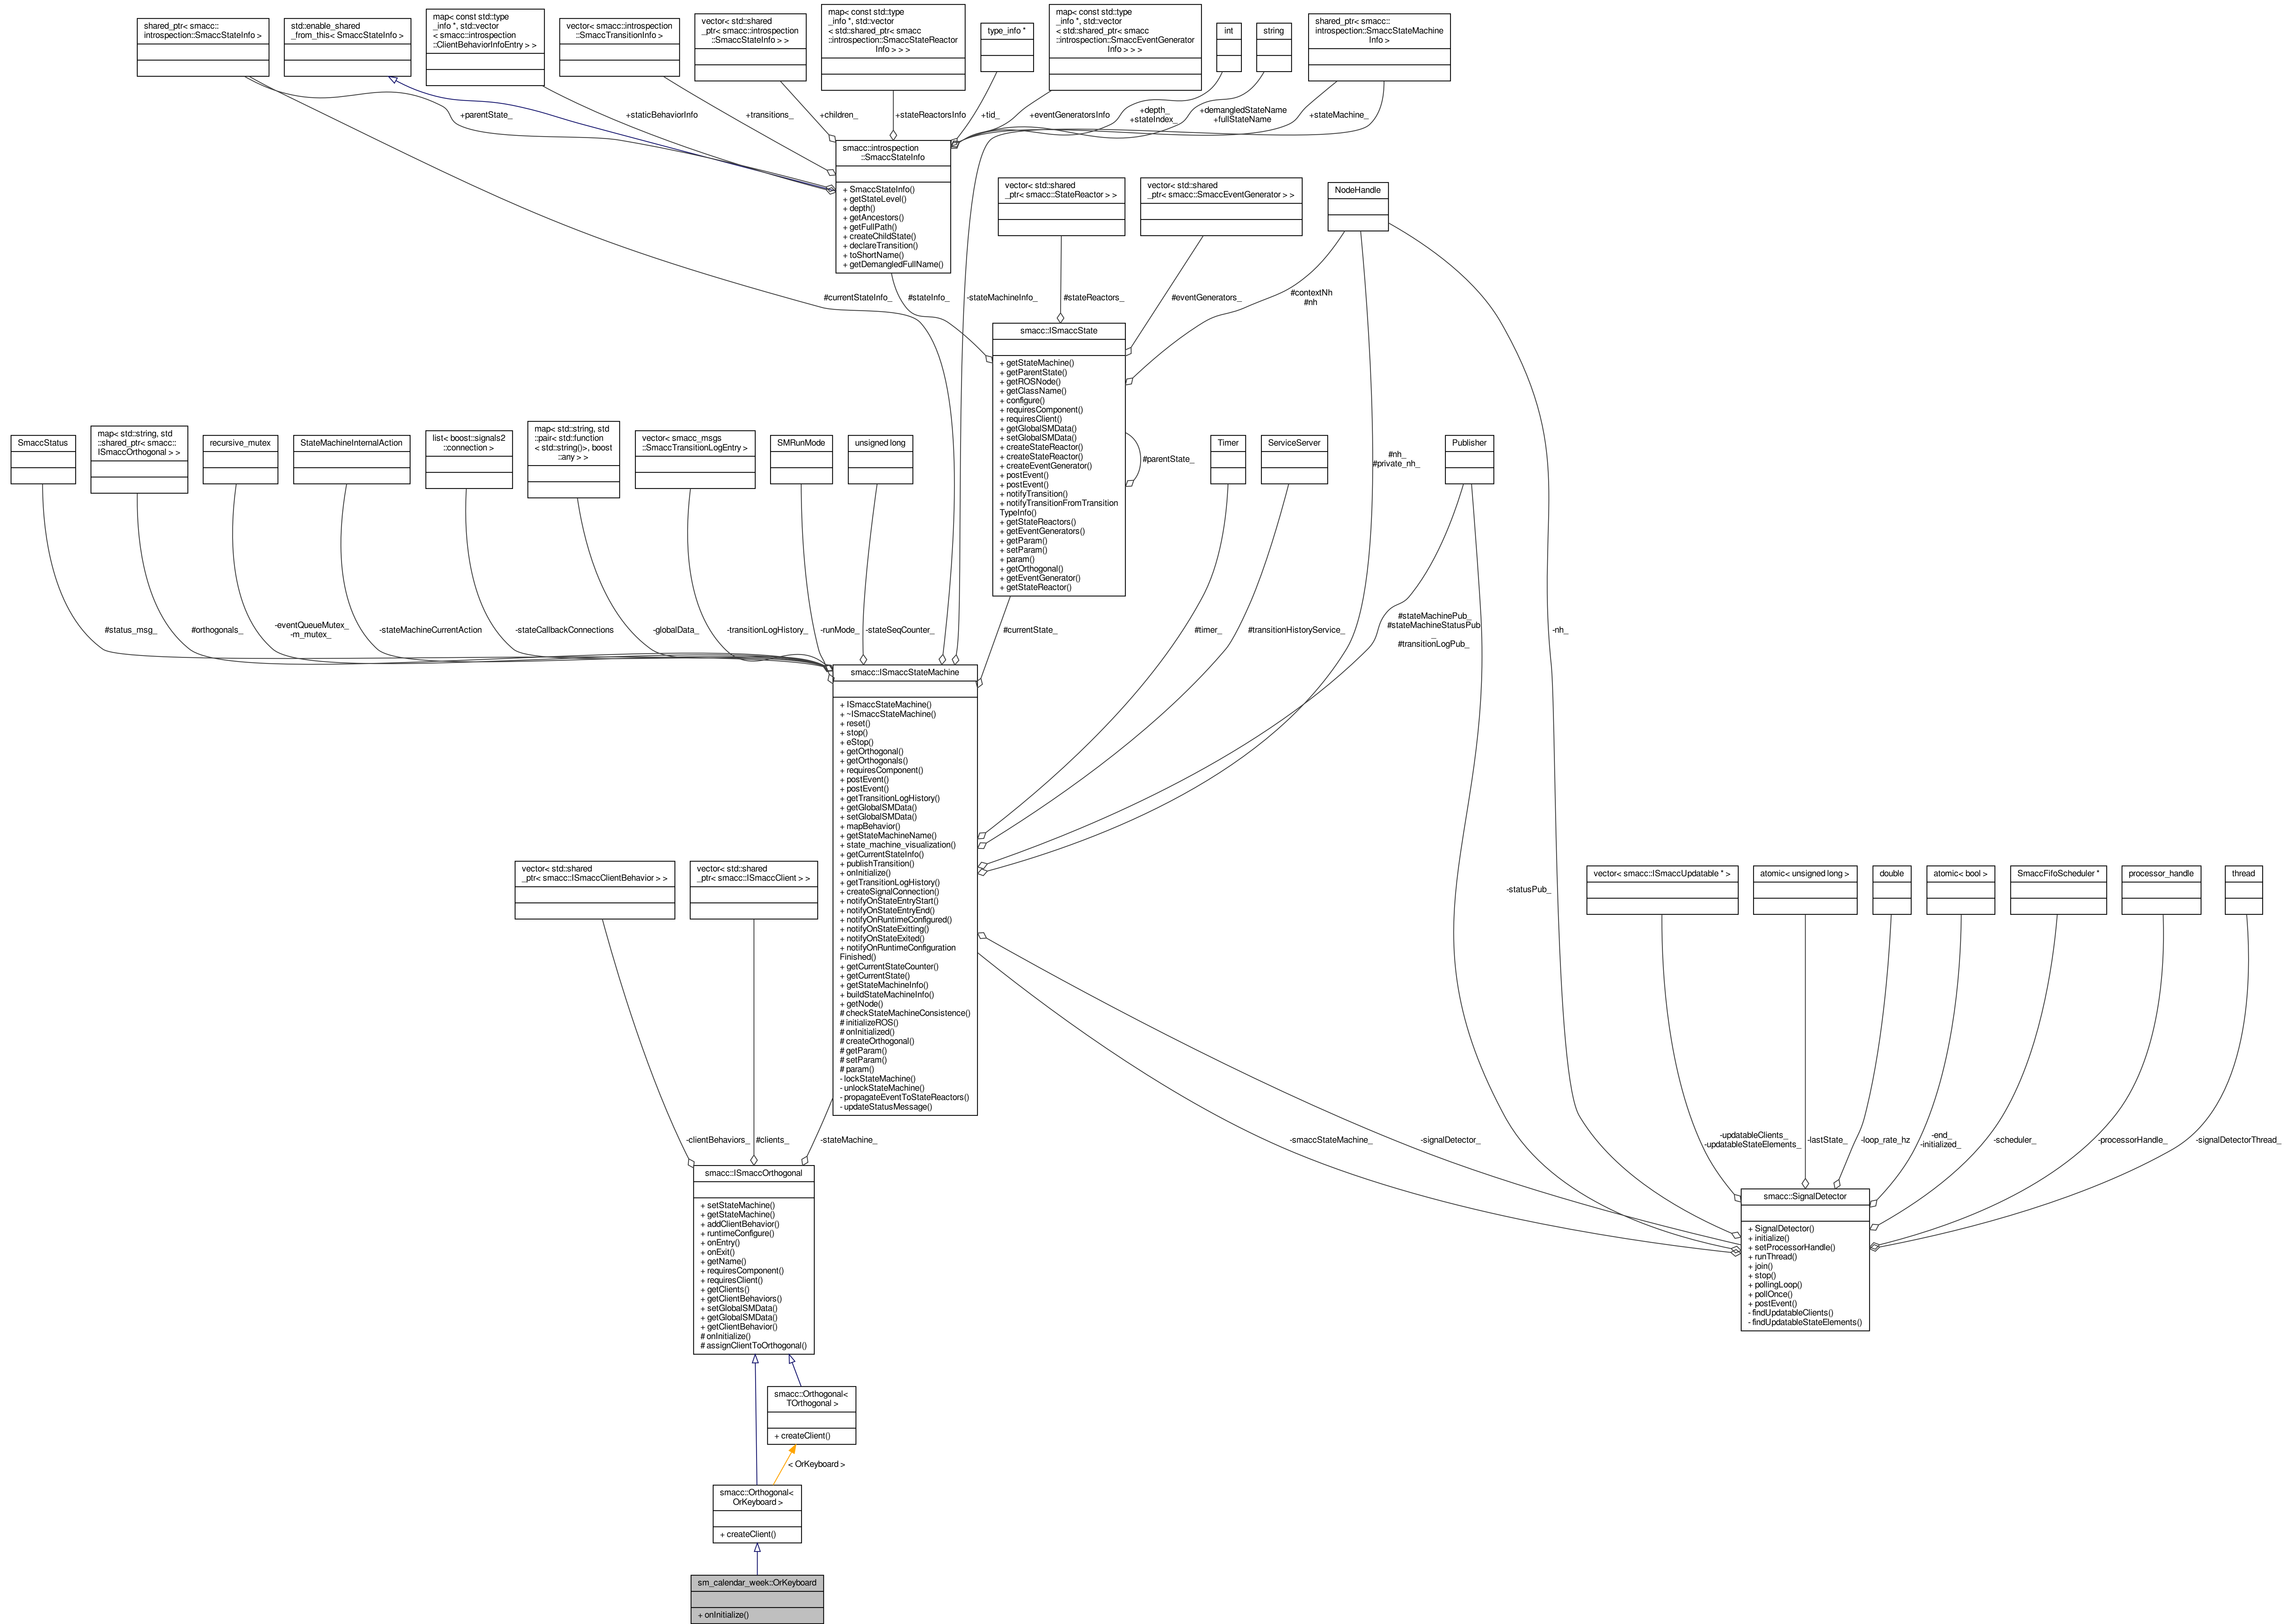 shared_ptr< smacc::
introspection::SmaccStateInfo >
std::enable_shared
_from_this< SmaccStateInfo >
map< const std::type
_info *, std::vector
< smacc::introspection
::ClientBehaviorInfoEntry > >
vector< smacc::introspection
::SmaccTransitionInfo >
vector< std::shared
_ptr< smacc::introspection
::SmaccStateInfo > >
map< const std::type
_info *, std::vector
< std::shared_ptr< smacc
::introspection::SmaccStateReactor
Info > > >
type_info *
map< const std::type
_info *, std::vector
< std::shared_ptr< smacc
::introspection::SmaccEventGenerator
Info > > >
int
string
shared_ptr< smacc::
introspection::SmaccStateMachine
Info >
+parentState_
+staticBehaviorInfo
+transitions_
+children_
+stateReactorsInfo
+tid_
+eventGeneratorsInfo
+depth_
+stateIndex_
+demangledStateName
+fullStateName
+stateMachine_
smacc::introspection
::SmaccStateInfo
+ SmaccStateInfo()
+ getStateLevel()
+ depth()
+ getAncestors()
+ getFullPath()
+ createChildState()
+ declareTransition()
+ toShortName()
+ getDemangledFullName()
vector< std::shared
_ptr< smacc::StateReactor > >
vector< std::shared
_ptr< smacc::SmaccEventGenerator > >
NodeHandle
#currentStateInfo_
#stateInfo_
-stateMachineInfo_
#stateReactors_
#eventGenerators_
#contextNh
#nh
smacc::ISmaccState
+ getStateMachine()
+ getParentState()
+ getROSNode()
+ getClassName()
+ configure()
+ requiresComponent()
+ requiresClient()
+ getGlobalSMData()
+ setGlobalSMData()
+ createStateReactor()
+ createStateReactor()
+ createEventGenerator()
+ postEvent()
+ postEvent()
+ notifyTransition()
+ notifyTransitionFromTransition
TypeInfo()
+ getStateReactors()
+ getEventGenerators()
+ getParam()
+ setParam()
+ param()
+ getOrthogonal()
+ getEventGenerator()
+ getStateReactor()
#parentState_
SmaccStatus
map< std::string, std
::shared_ptr< smacc::
ISmaccOrthogonal > >
recursive_mutex
StateMachineInternalAction
list< boost::signals2
::connection >
map< std::string, std
::pair< std::function
< std::string()>, boost
::any > >
vector< smacc_msgs
::SmaccTransitionLogEntry >
SMRunMode
unsigned long
Timer
ServiceServer
#nh_
#private_nh_
Publisher
#status_msg_
#orthogonals_
-eventQueueMutex_
-m_mutex_
-stateMachineCurrentAction
-stateCallbackConnections
-globalData_
-transitionLogHistory_
-runMode_
-stateSeqCounter_
#currentState_
#timer_
#transitionHistoryService_
#stateMachinePub_
#stateMachineStatusPub
_
#transitionLogPub_
-nh_
smacc::ISmaccStateMachine
+ ISmaccStateMachine()
+ ~ISmaccStateMachine()
+ reset()
+ stop()
+ eStop()
+ getOrthogonal()
+ getOrthogonals()
+ requiresComponent()
+ postEvent()
+ postEvent()
+ getTransitionLogHistory()
+ getGlobalSMData()
+ setGlobalSMData()
+ mapBehavior()
+ getStateMachineName()
+ state_machine_visualization()
+ getCurrentStateInfo()
+ publishTransition()
+ onInitialize()
+ getTransitionLogHistory()
+ createSignalConnection()
+ notifyOnStateEntryStart()
+ notifyOnStateEntryEnd()
+ notifyOnRuntimeConfigured()
+ notifyOnStateExitting()
+ notifyOnStateExited()
+ notifyOnRuntimeConfiguration
Finished()
+ getCurrentStateCounter()
+ getCurrentState()
+ getStateMachineInfo()
+ buildStateMachineInfo()
+ getNode()
# checkStateMachineConsistence()
# initializeROS()
# onInitialized()
# createOrthogonal()
# getParam()
# setParam()
# param()
- lockStateMachine()
- unlockStateMachine()
- propagateEventToStateReactors()
- updateStatusMessage()
vector< std::shared
_ptr< smacc::ISmaccClientBehavior > >
vector< std::shared
_ptr< smacc::ISmaccClient > >
-statusPub_
vector< smacc::ISmaccUpdatable * >
atomic< unsigned long >
double
atomic< bool >
SmaccFifoScheduler *
processor_handle
thread
-clientBehaviors_
#clients_
-stateMachine_
-smaccStateMachine_
-signalDetector_
-updatableClients_
-updatableStateElements_
-lastState_
-loop_rate_hz
-end_
-initialized_
-scheduler_
-processorHandle_
-signalDetectorThread_
smacc::ISmaccOrthogonal
+ setStateMachine()
+ getStateMachine()
+ addClientBehavior()
+ runtimeConfigure()
+ onEntry()
+ onExit()
+ getName()
+ requiresComponent()
+ requiresClient()
+ getClients()
+ getClientBehaviors()
+ setGlobalSMData()
+ getGlobalSMData()
+ getClientBehavior()
# onInitialize()
# assignClientToOrthogonal()
smacc::SignalDetector
+ SignalDetector()
+ initialize()
+ setProcessorHandle()
+ runThread()
+ join()
+ stop()
+ pollingLoop()
+ pollOnce()
+ postEvent()
- findUpdatableClients()
- findUpdatableStateElements()
smacc::Orthogonal<
TOrthogonal >
+ createClient()
< OrKeyboard >
smacc::Orthogonal<
OrKeyboard >
+ createClient()
sm_calendar_week::OrKeyboard
+ onInitialize()